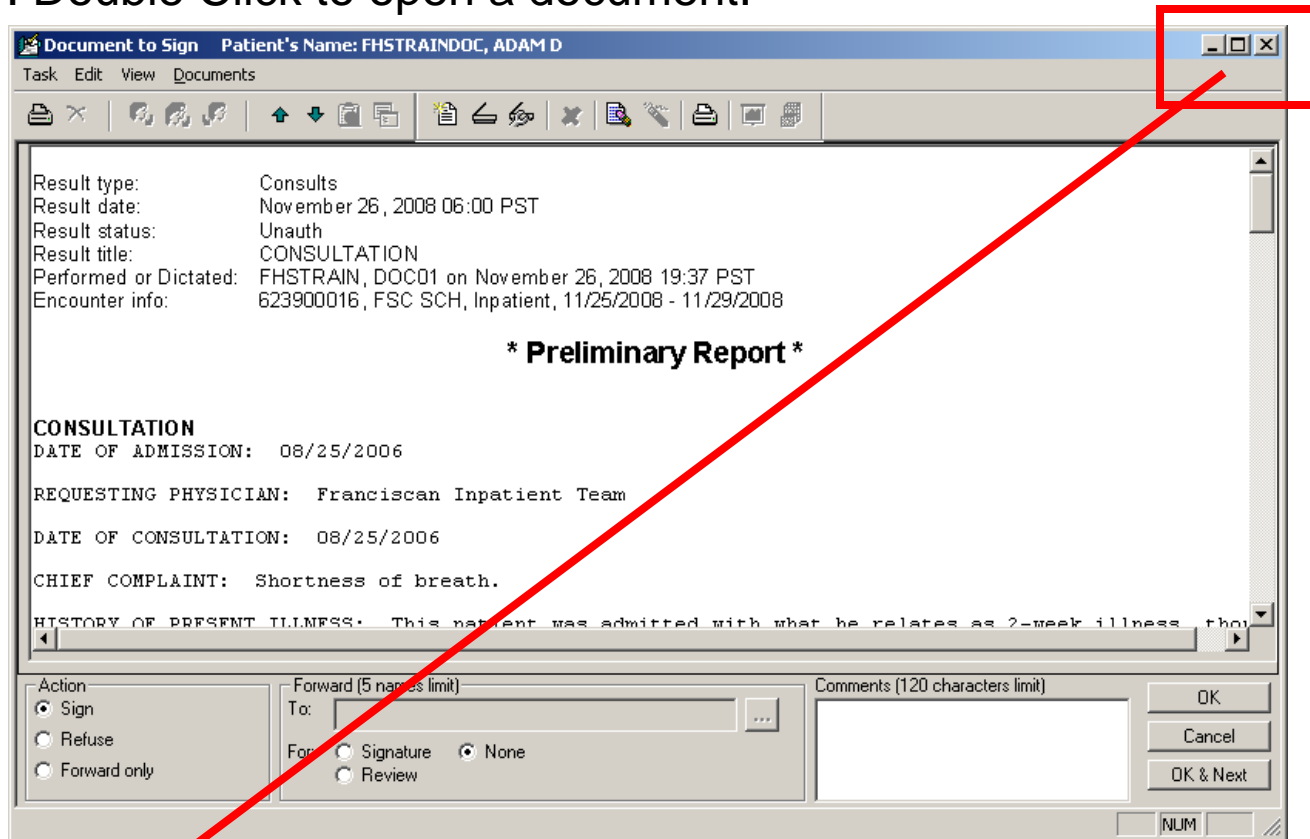 Double Click to open a document.
Document to Sign Patient's Name: FHSTRAINDOC, ADAM D
Task Edit View Documents
Result type: Consults
Result date: November 26, 2008 06:00 PST
Result status: Unauth
Result title: CONSULTATION
Performed or Dictated: FHSTRAIN, DOC01 on November 26, 2008 19:37 PST
Encounter info: 623900016, FSC SCH, Inpatient, 11/25/2008 - 11/29/2008
* Preliminary Report *
CONSULTATION
DATE OF ADMISSION: 08/25/2006
REQUESTING PHYSICIAN: Franciscan Inpatient Team
DATE OF CONSULTATION: 08/25/2006
CHIEF COMPLAINT: Shortness of breath.
HISTORY OF PRESENT ILLNESS: This patient was admitted with what he relates as 2-week illness
Action
Sign
Refuse
Forward only
Forward (5 names limit)
To: ...
For: Signature None
Review
Comments (120 characters limit)
OK
Cancel
OK & Next
NUM